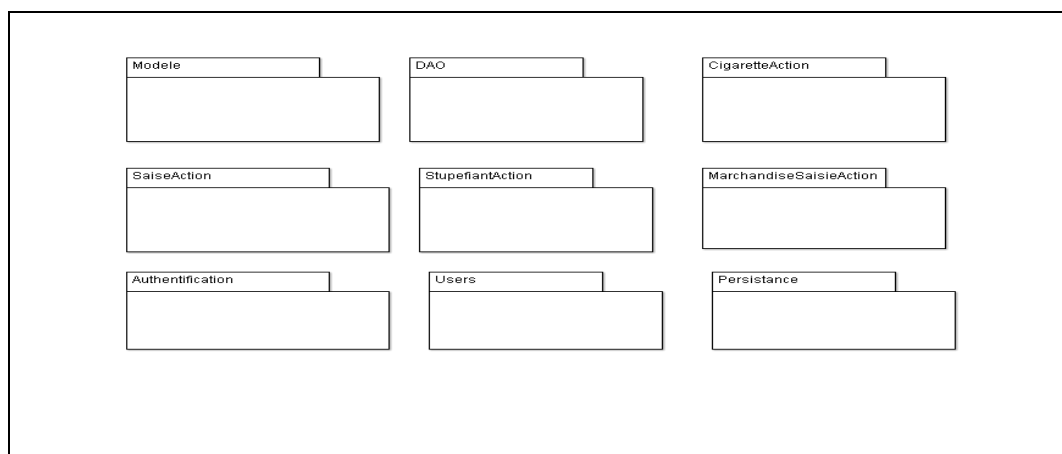 Modele
DAO
CigaretteAction
SaiseAction
StupefiantAction
MarchandiseSaisieAction
Authentification
Users
Persistance